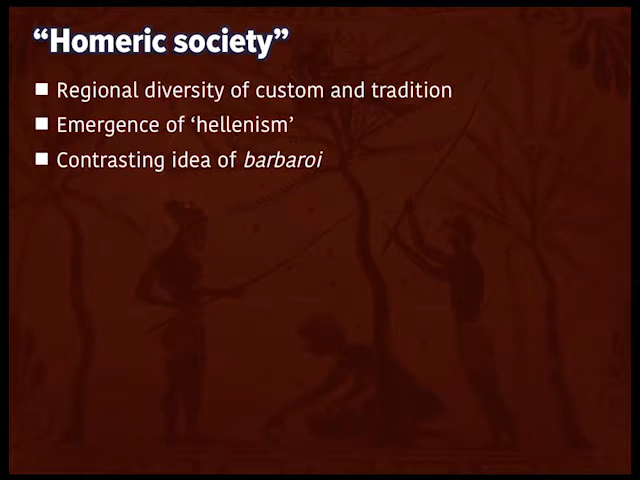 “Homeric society”
Regional diversity of custom and tradition
Emergence of ‘hellenism’
Contrasting idea of barbaroi